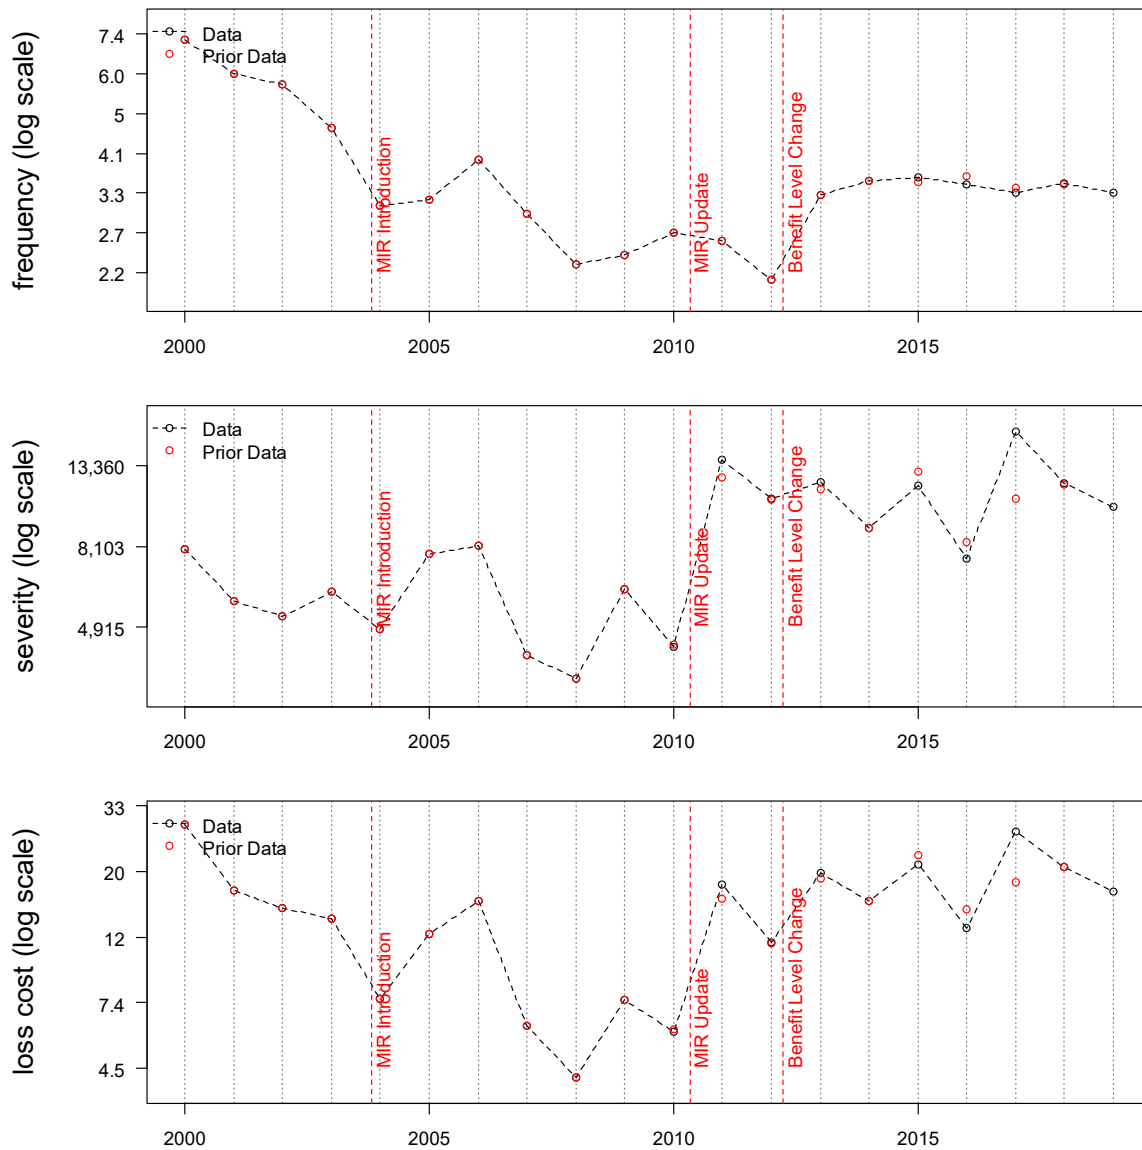 frequency (log scale)
7.4
6.0
5
4.1
3.3
2.7
2.2
Data
Prior Data
MIR Introduction
MIR Update
Benefit Level Change
2000
2005
2010
2015
severity (log scale)
13,360
8,103
4,915
Data
Prior Data
MIR Introduction
MIR Update
Benefit Level Change
2000
2005
2010
2015
loss cost (log scale)
33
20
12
7.4
4.5
Data
Prior Data
MIR Introduction
MIR Update
Benefit Level Change
2000
2005
2010
2015